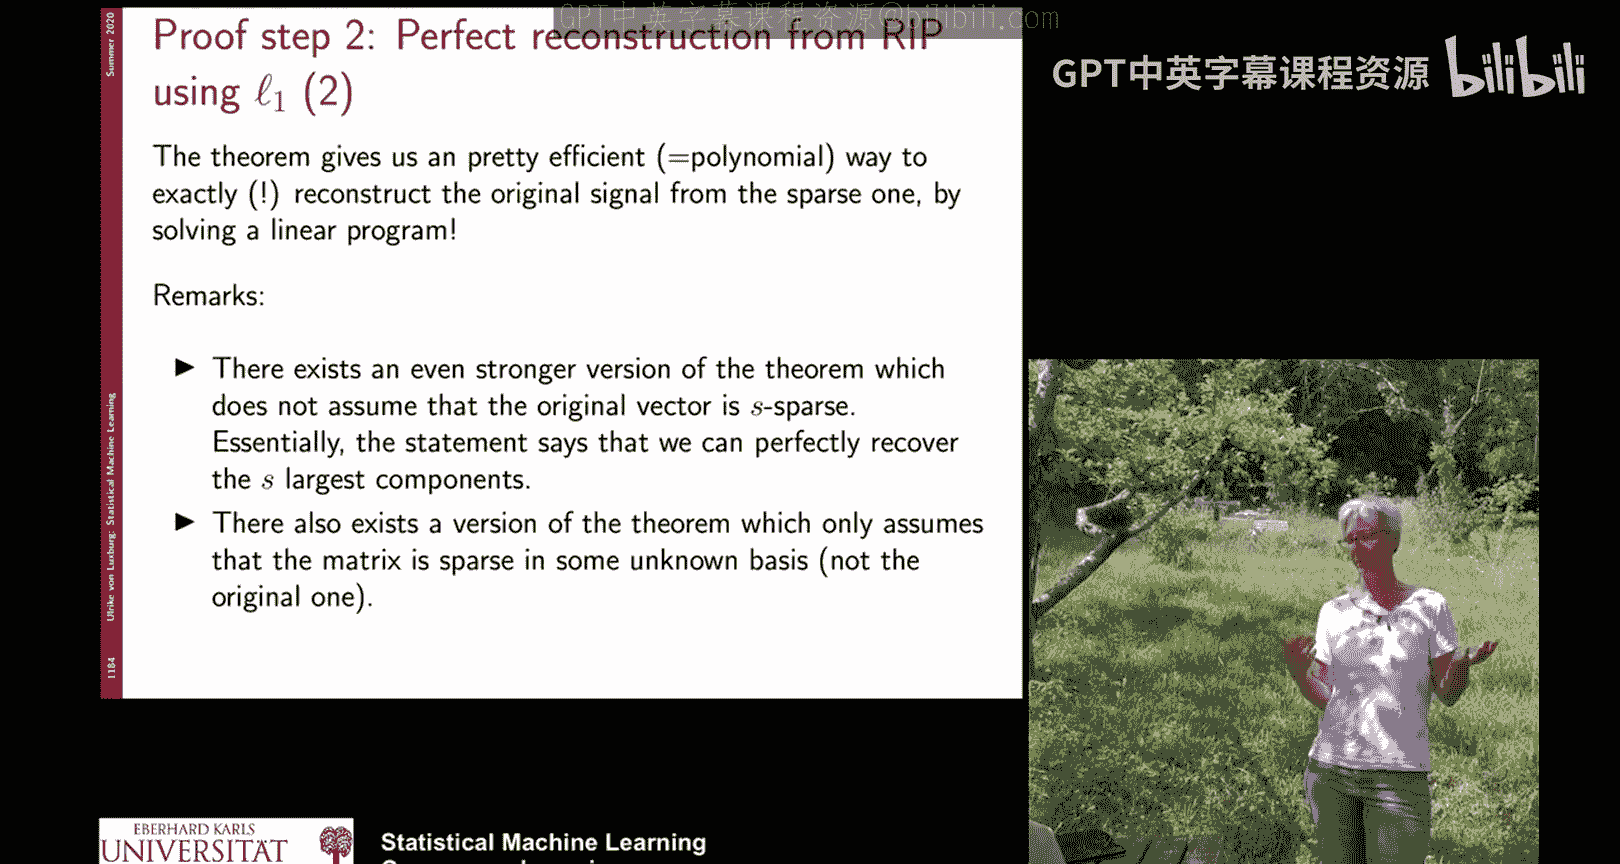 GPT中英字幕课程资源@bilibili.com
GPT中英字幕课程资源 bilibili
Summer 2020
Ulrike von Luxburg: Statistical Machine Learning
1184
Proof step 2: Perfect reconstruction from RIP
using ℓ₁ (2)
The theorem gives us an pretty efficient (=polynomial) way to
exactly (!) reconstruct the original signal from the sparse one, by
solving a linear program!
Remarks:
▶ There exists an even stronger version of the theorem which
does not assume that the original vector is s-sparse.
Essentially, the statement says that we can perfectly recover
the s largest components.
▶ There also exists a version of the theorem which only assumes
that the matrix is sparse in some unknown basis (not the
original one).
EBERHARD KARLS
UNIVERSITÄT
Statistical Machine Learning